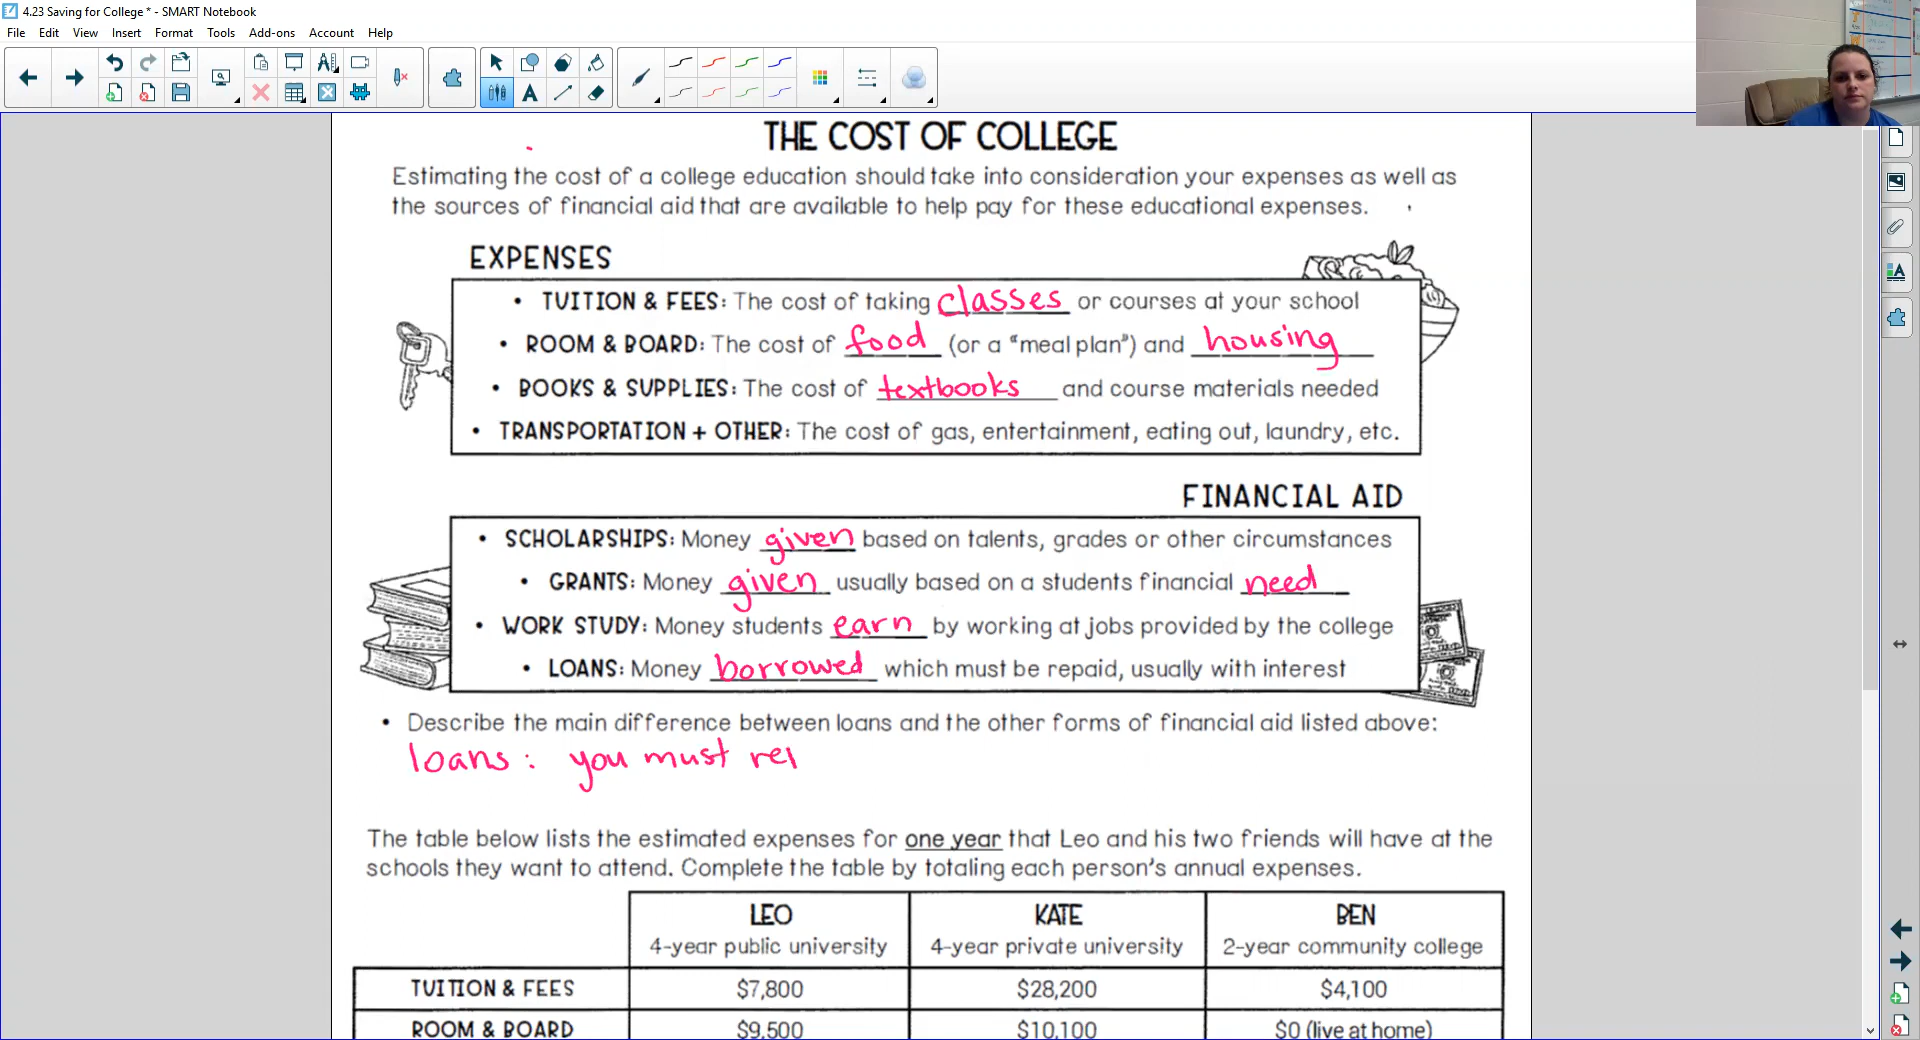 4.23 Saving for College * - SMART Notebook
File Edit View Insert Format Tools Add-ons Account Help
THE COST OF COLLEGE
Estimating the cost of a college education should take into consideration your expenses as well as
the sources of financial aid that are available to help pay for these educational expenses.
EXPENSES
• TUITION & FEES: The cost of taking classes or courses at your school
• ROOM & BOARD: The cost of food (or a "meal plan") and housing
• BOOKS & SUPPLIES: The cost of textbooks and course materials needed
• TRANSPORTATION + OTHER: The cost of gas, entertainment, eating out, laundry, etc.
FINANCIAL AID
• SCHOLARSHIPS: Money given based on talents, grades or other circumstances
• GRANTS: Money given usually based on a students financial need
• WORK STUDY: Money students earn by working at jobs provided by the college
• LOANS: Money borrowed which must be repaid, usually with interest
• Describe the main difference between loans and the other forms of financial aid listed above:
loans: you must rel
The table below lists the estimated expenses for one year that Leo and his two friends will have at the
schools they want to attend. Complete the table by totaling each person's annual expenses.
LEO KATE BEN
4-year public university 4-year private university 2-year community college
TUITION & FEES $7,800 $28,200 $4,100
ROOM & BOARD $9,500 $10,100 $0 (live at home)